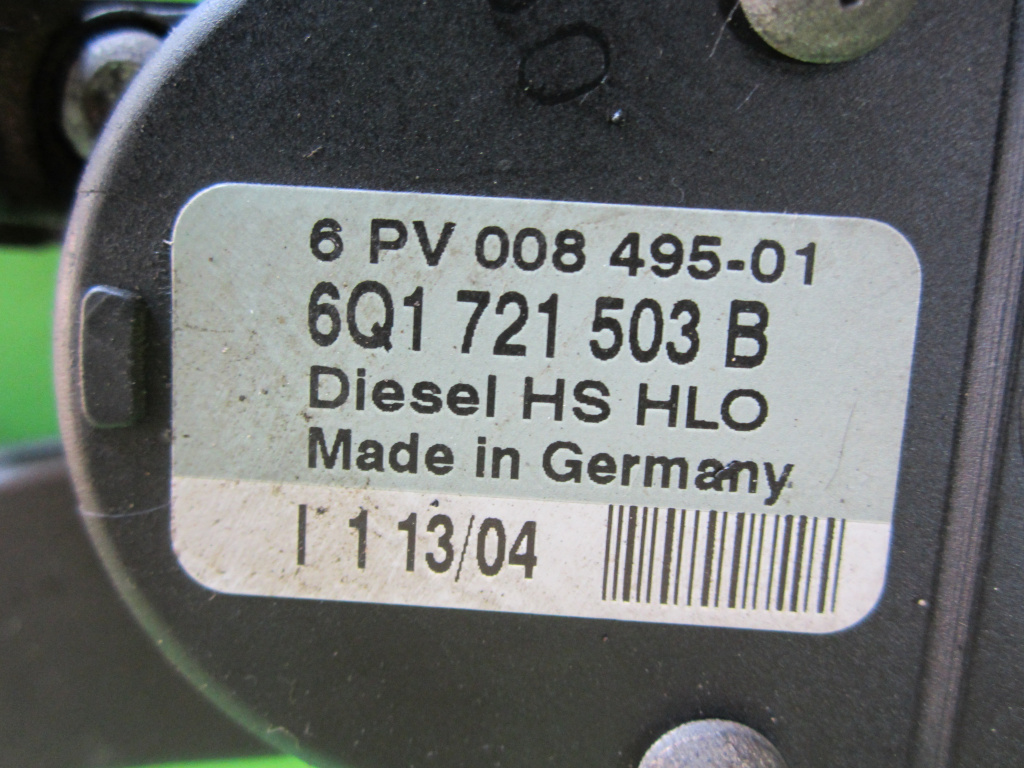 6 PV 008 495-01
6Q1 721 503 B
Diesel HS HLO
Made in Germany
I 1 13/04